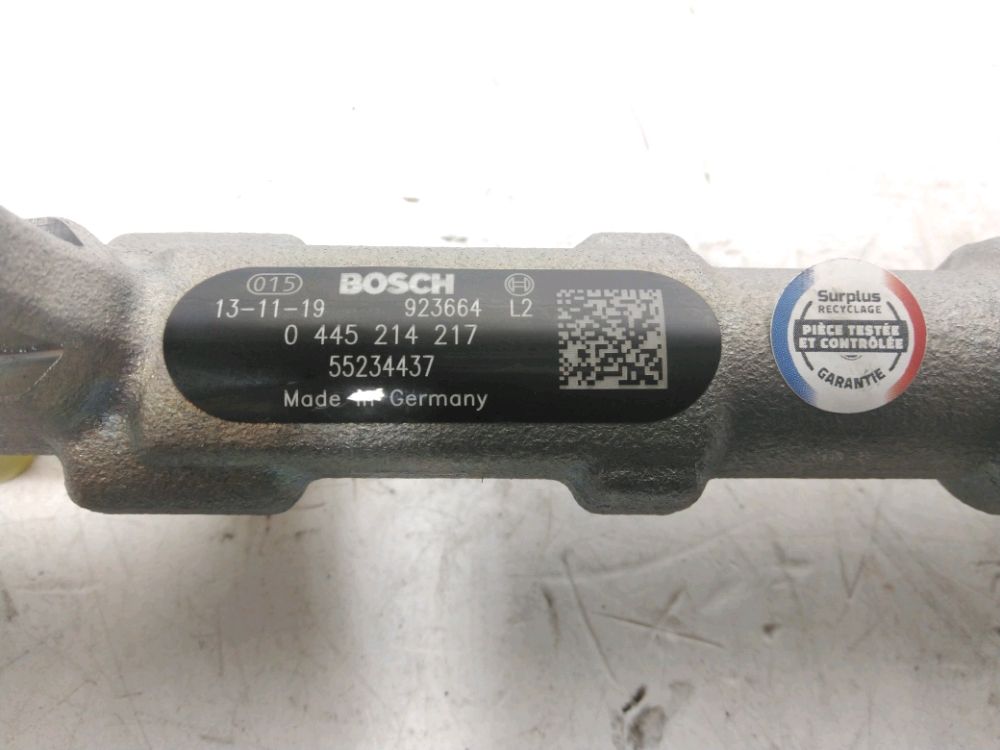 015 BOSCH
13-11-19 923664 L2
0 445 214 217
55234437
Made in Germany
Surplus
RECYCLAGE
PIÈCE TESTÉE
ET CONTRÔLÉE
GARANTIE